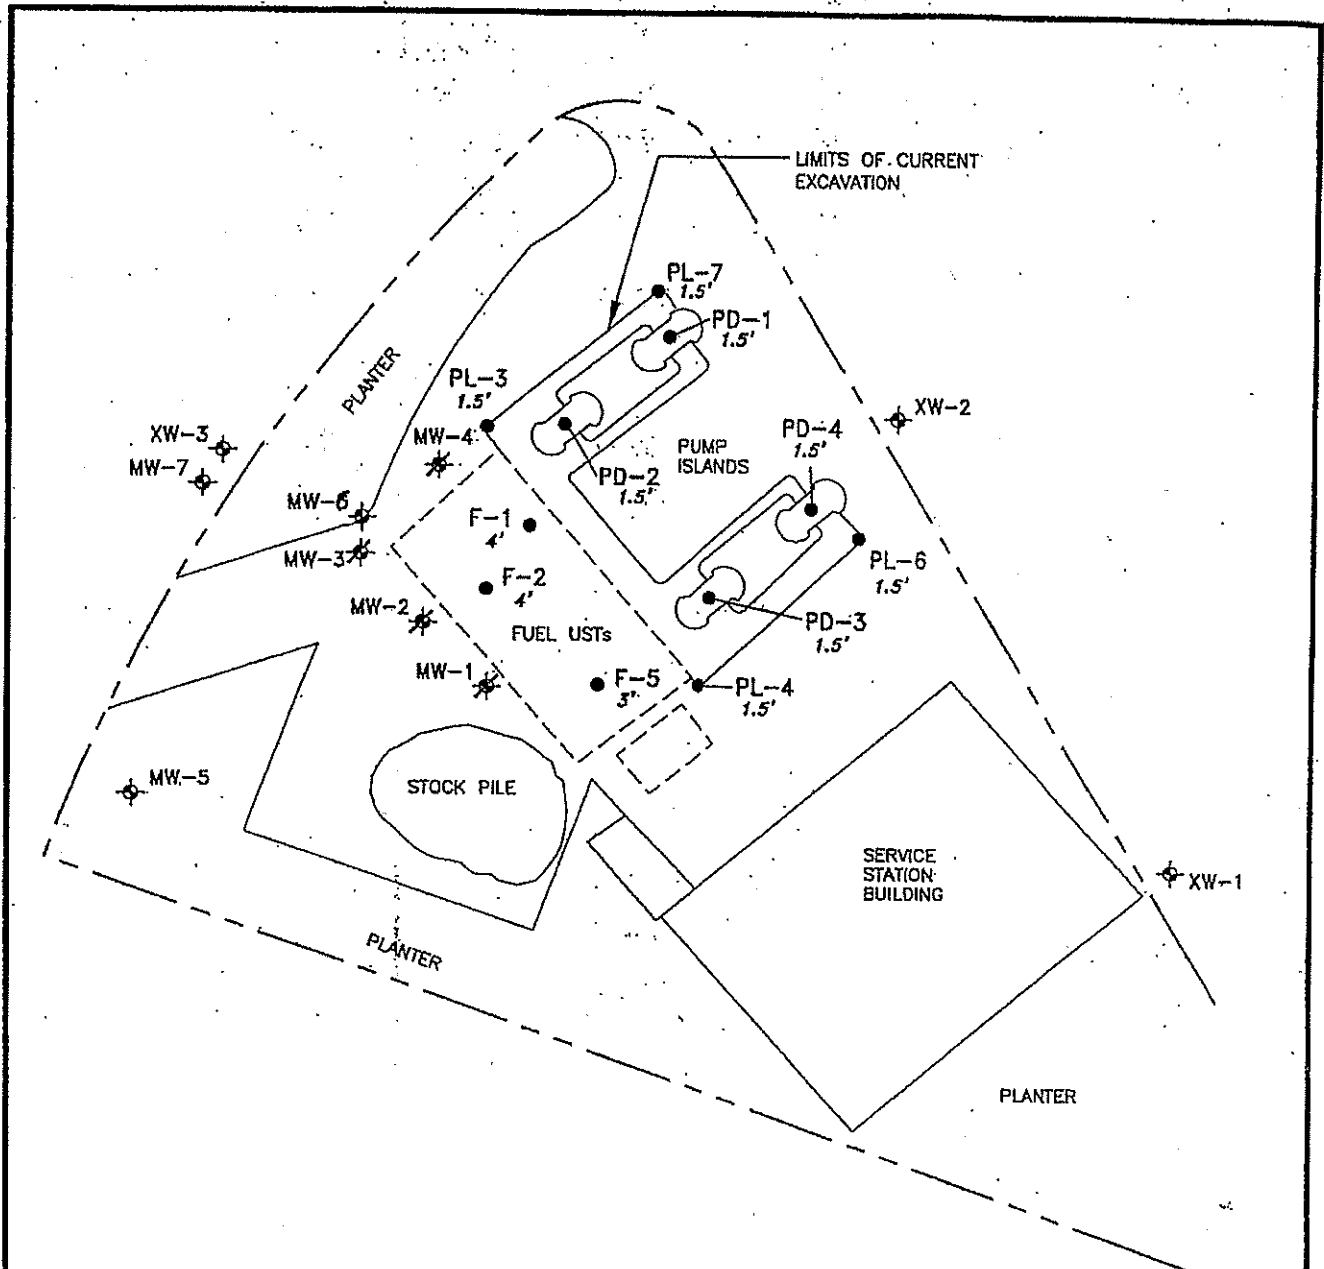 LIMITS OF CURRENT
EXCAVATION
PL-7
1.5'
PD-1
1.5'
PLANTER
PL-3
1.5'
XW-2
XW-3
MW-4
PD-4
1.5'
PUMP
ISLANDS
MW-7
PD-2
1.5'
MW-6
F-1
4'
MW-3
PL-6
1.5'
F-2
4'
MW-2
FUEL USTs
PD-3
1.5'
MW-1
F-5
3'
PL-4
1.5'
MW-5
STOCK PILE
SERVICE
STATION
BUILDING
XW-1
PLANTER
PLANTER